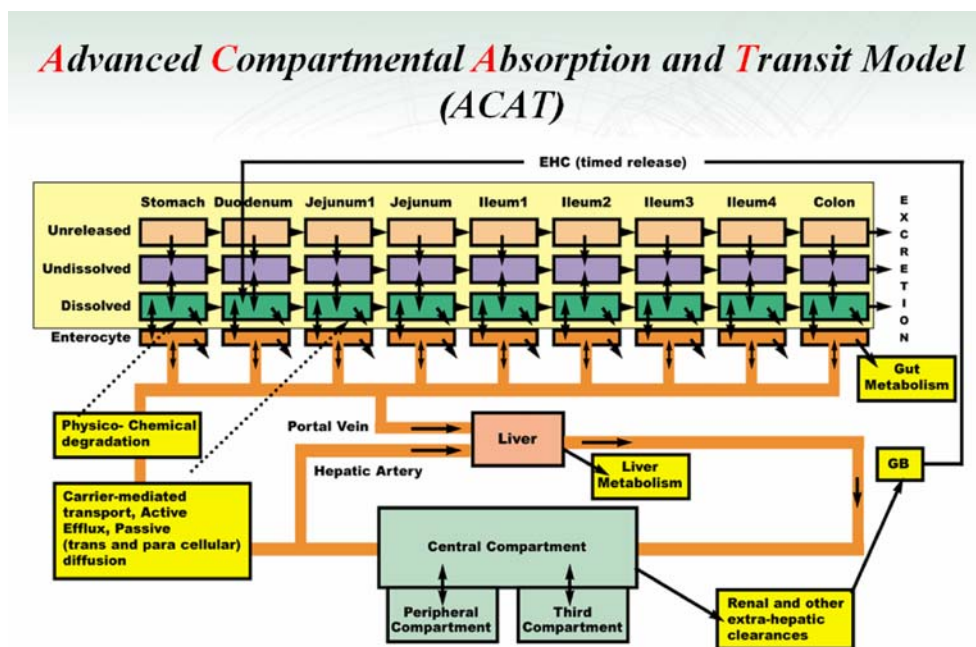 Advanced Compartmental Absorption and Transit Model
(ACAT)
EHC (timed release)
Stomach Duodenum Jejunum1 Jejunum Ileum1 Ileum2 Ileum3 Ileum4 Colon
EXCRETION
Unreleased
Undissolved
Dissolved
Enterocyte
Gut
Metabolism
Physico- Chemical
degradation
Portal Vein
Liver
Hepatic Artery
Liver
Metabolism
GB
Carrier-mediated
transport, Active
Efflux, Passive
(trans and para cellular)
diffusion
Central Compartment
Peripheral
Compartment
Third
Compartment
Renal and other
extra-hepatic
clearances